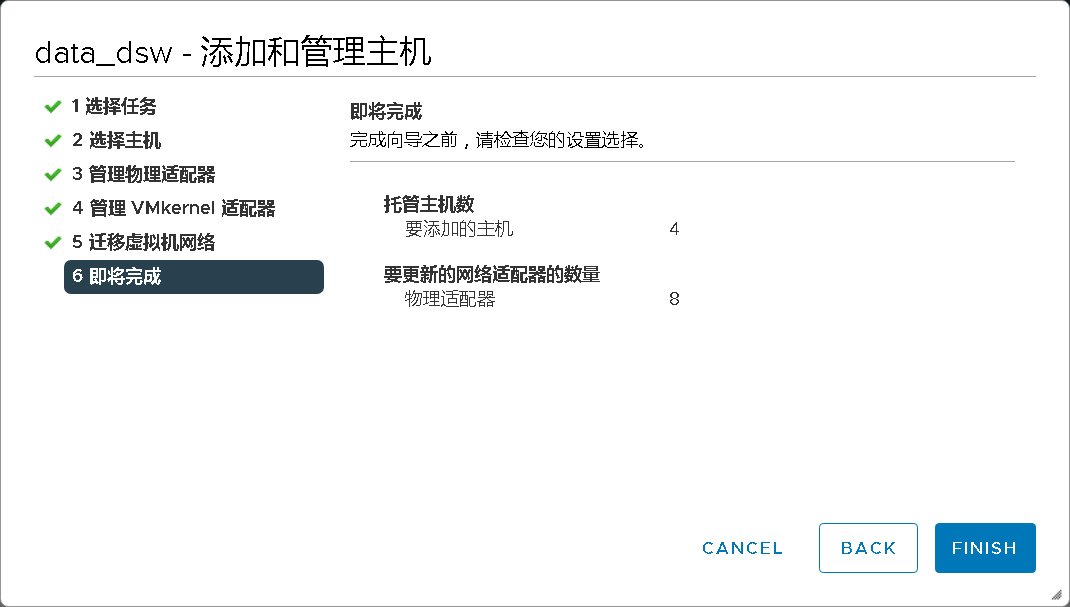 data_dsw - 添加和管理主机
1 选择任务
2 选择主机
3 管理物理适配器
4 管理 VMkernel 适配器
5 迁移虚拟机网络
6 即将完成
即将完成
完成向导之前，请检查您的设置选择。
托管主机数
要添加的主机 4
要更新的网络适配器的数量
物理适配器 8
CANCEL BACK FINISH